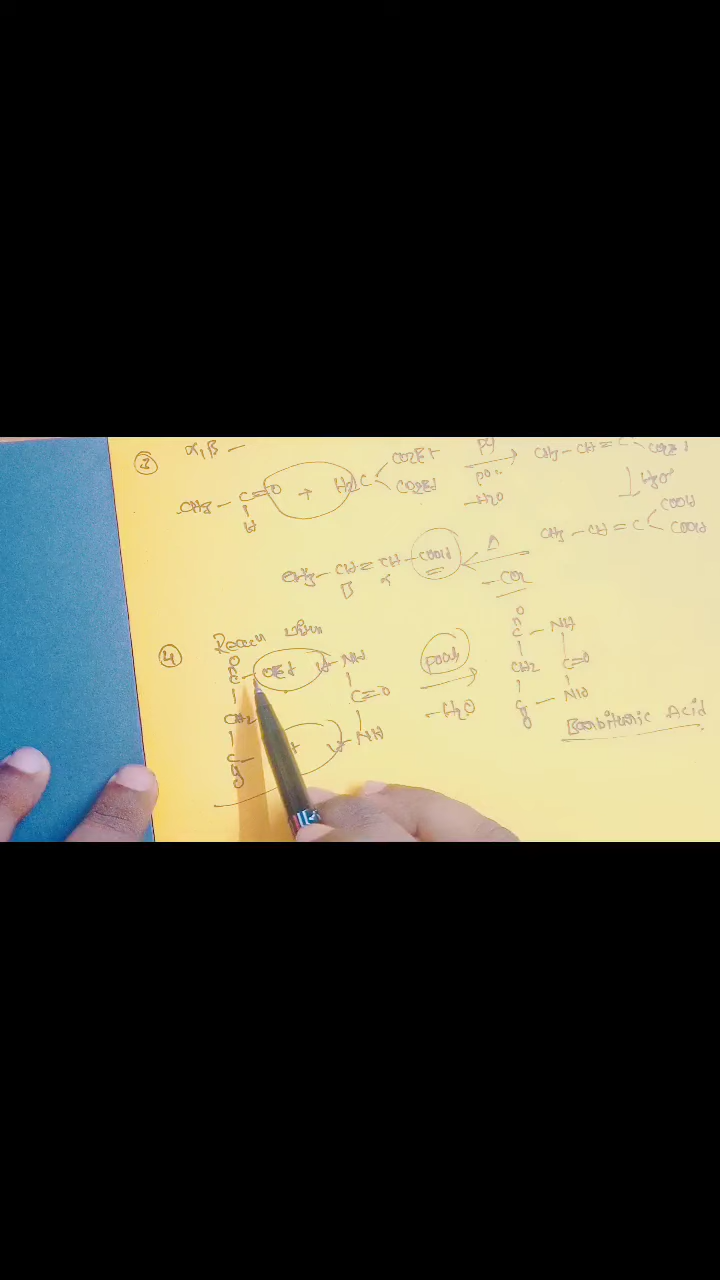 ③ α,β —
CH3 — C=O + H2C CO2Et CO2Et → Py -H2O CH3 — CH = C CO2Et
H
↓ H3O+
CH3 — CH = C COOH COOH
CH3 — CH = CH — COOH ← Δ -CO2
β α
④ Reaction
O
C — OEt H — NH → POCl3 -H2O C — NH
CH2 C=O CH2 C=O
C H — NH C — NH
O O
Barbituric Acid